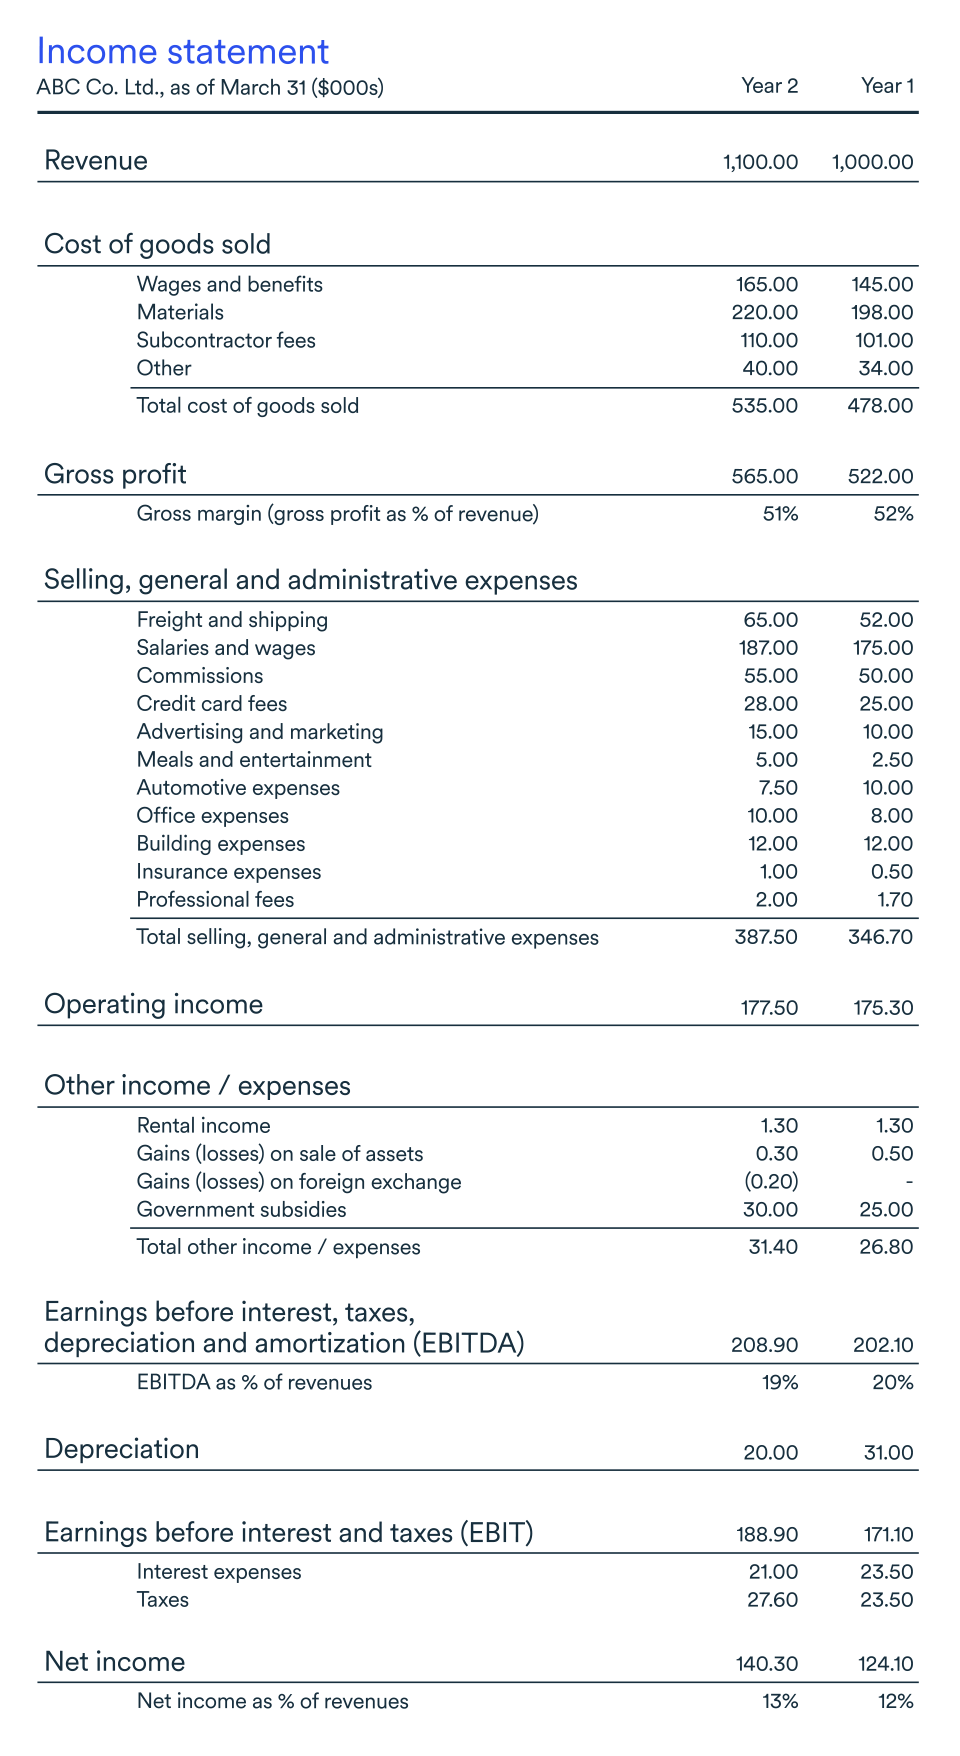 Income statement
ABC Co. Ltd., as of March 31 ($000s) Year 2 Year 1
Revenue 1,100.00 1,000.00
Cost of goods sold
Wages and benefits 165.00 145.00
Materials 220.00 198.00
Subcontractor fees 110.00 101.00
Other 40.00 34.00
Total cost of goods sold 535.00 478.00
Gross profit 565.00 522.00
Gross margin (gross profit as % of revenue) 51% 52%
Selling, general and administrative expenses
Freight and shipping 65.00 52.00
Salaries and wages 187.00 175.00
Commissions 55.00 50.00
Credit card fees 28.00 25.00
Advertising and marketing 15.00 10.00
Meals and entertainment 5.00 2.50
Automotive expenses 7.50 10.00
Office expenses 10.00 8.00
Building expenses 12.00 12.00
Insurance expenses 1.00 0.50
Professional fees 2.00 1.70
Total selling, general and administrative expenses 387.50 346.70
Operating income 177.50 175.30
Other income / expenses
Rental income 1.30 1.30
Gains (losses) on sale of assets 0.30 0.50
Gains (losses) on foreign exchange (0.20) -
Government subsidies 30.00 25.00
Total other income / expenses 31.40 26.80
Earnings before interest, taxes,
depreciation and amortization (EBITDA) 208.90 202.10
EBITDA as % of revenues 19% 20%
Depreciation 20.00 31.00
Earnings before interest and taxes (EBIT) 188.90 171.10
Interest expenses 21.00 23.50
Taxes 27.60 23.50
Net income 140.30 124.10
Net income as % of revenues 13% 12%